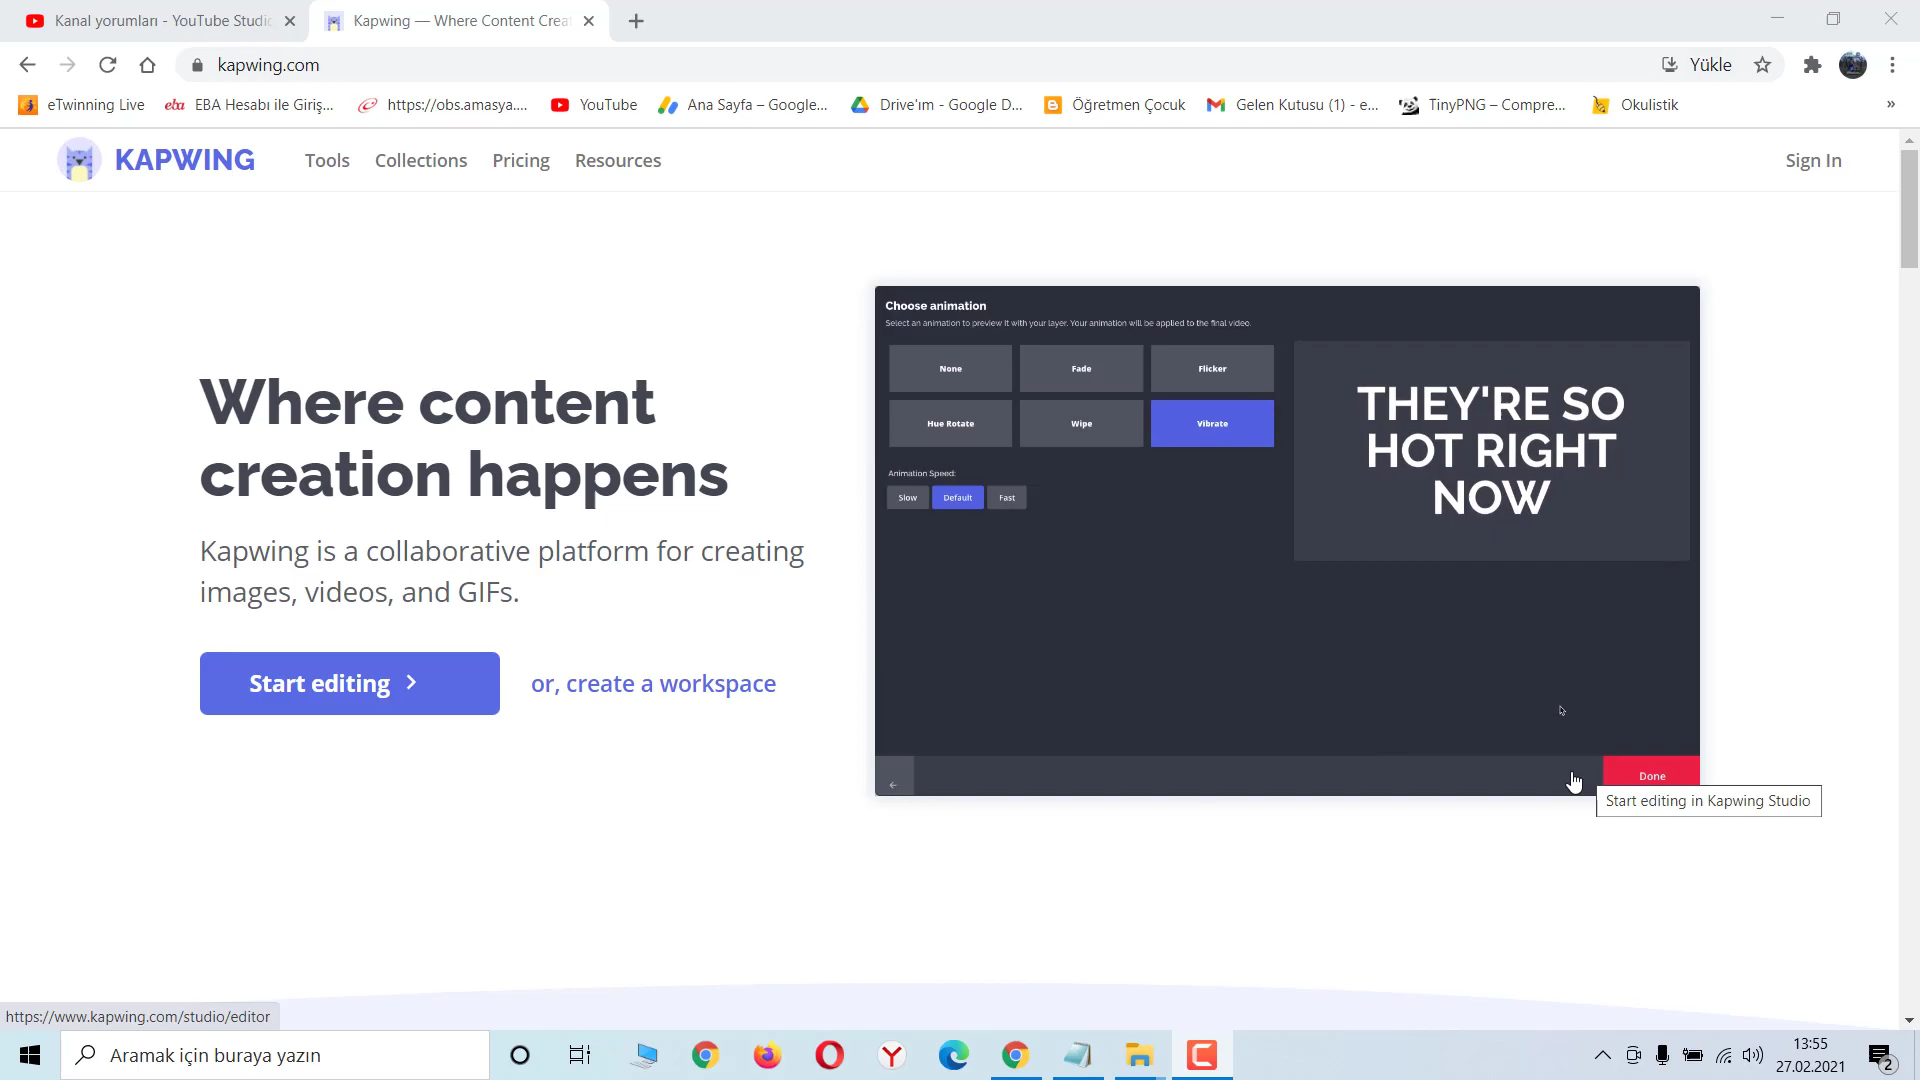 Kanal yorumları - YouTube Studio
Kapwing — Where Content Crea
kapwing.com
Yükle
eTwinning Live
eba
EBA Hesabı ile Giriş...
https://obs.amasya....
YouTube
Ana Sayfa – Google...
Drive'ım - Google D...
Öğretmen Çocuk
Gelen Kutusu (1) - e...
TinyPNG – Compre...
Okulistik
»
KAPWING
Tools
Collections
Pricing
Resources
Sign In
Where content
creation happens
Kapwing is a collaborative platform for creating
images, videos, and GIFs.
Start editing
or, create a workspace
Choose animation
Select an animation to preview it with your layer. Your animation will be applied to the final video.
None
Fade
Flicker
Hue Rotate
Wipe
Vibrate
Animation Speed:
Slow
Default
Fast
THEY'RE SO
HOT RIGHT
NOW
Done
Start editing in Kapwing Studio
https://www.kapwing.com/studio/editor
Aramak için buraya yazın
13:55
27.02.2021
2